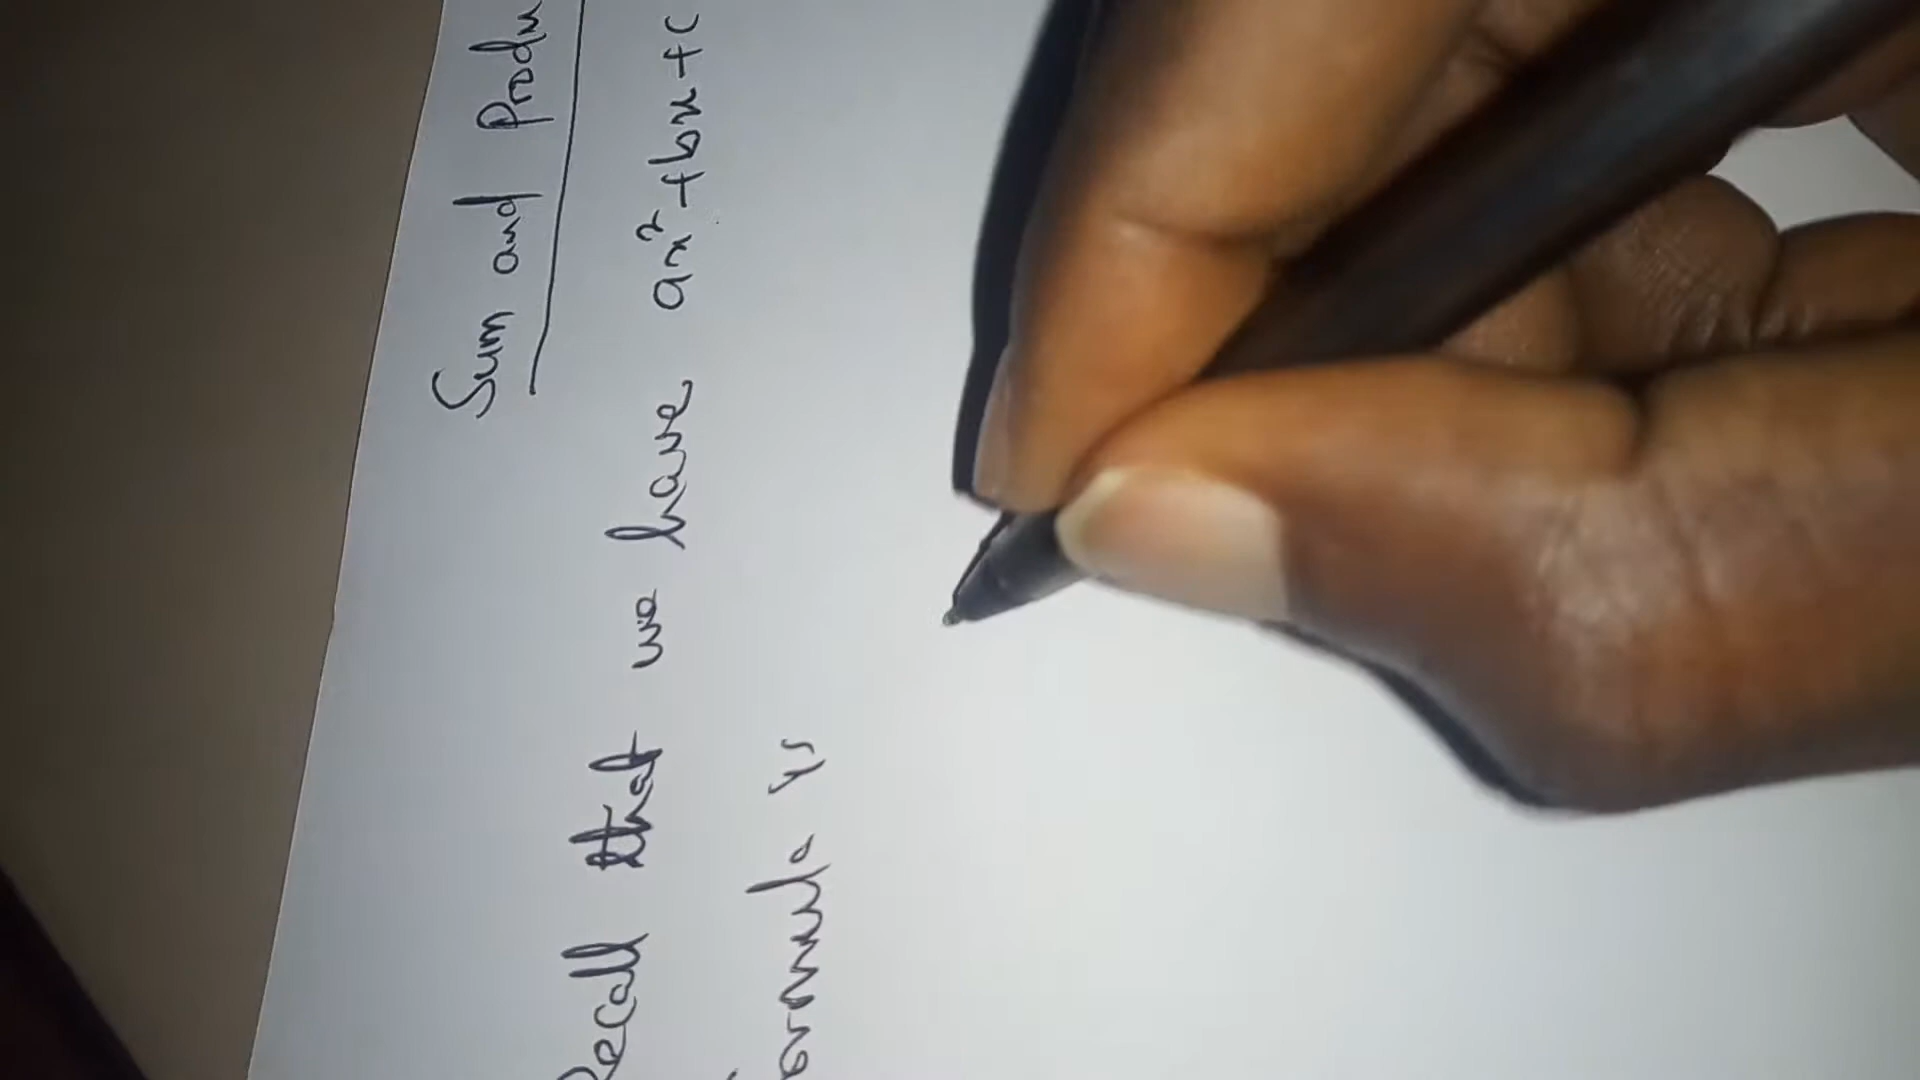 Sum and Produ
Recall that we have ax²+bx+c
formula is